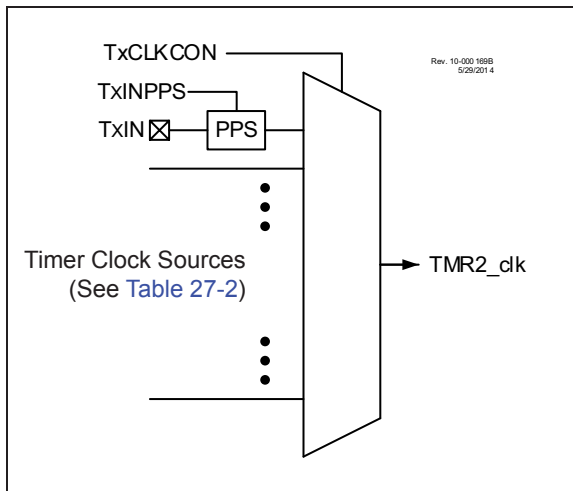 TxCLKCON
Rev. 10-000 169B
5/29/2014
TxINPPS
TxIN
PPS
Timer Clock Sources
(See Table 27-2)
TMR2_clk